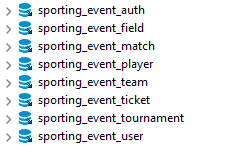 sporting_event_auth
sporting_event_field
sporting_event_match
sporting_event_player
sporting_event_team
sporting_event_ticket
sporting_event_tournament
sporting_event_user